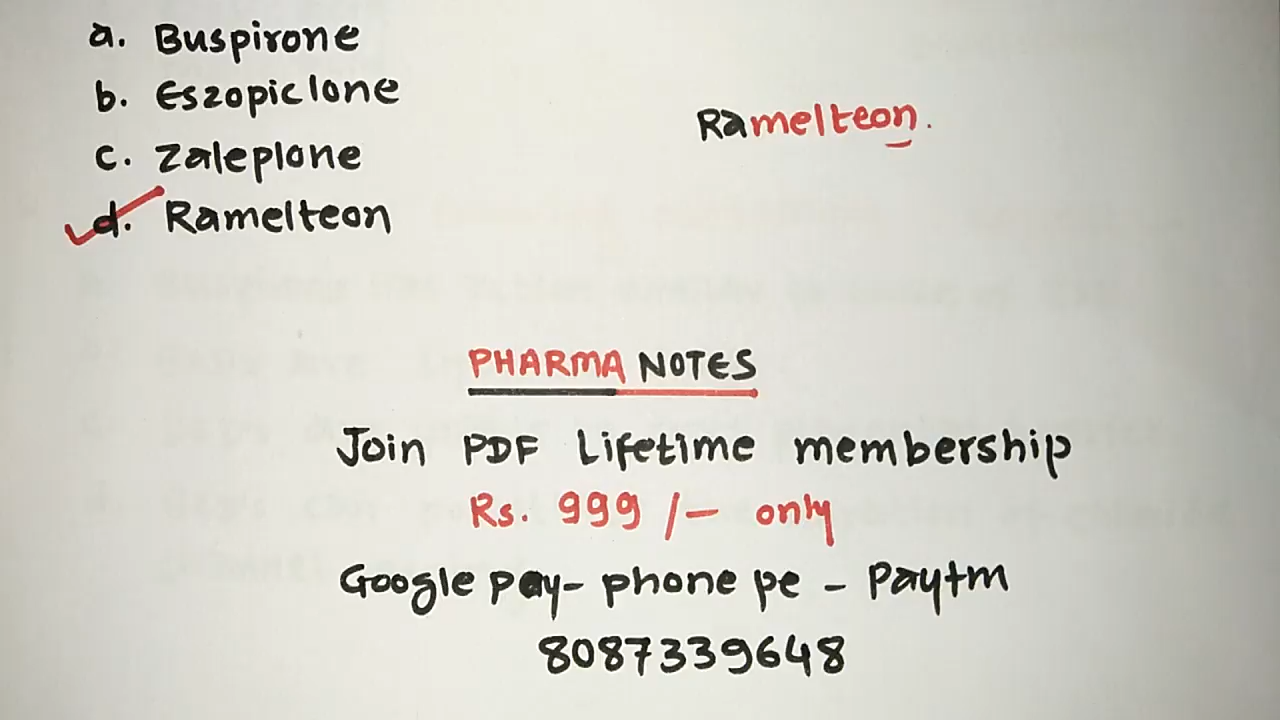 a. Buspirone
b. Eszopiclone
Ramelteon.
c. Zaleplone
d. Ramelteon
PHARMA NOTES
Join PDF Lifetime membership
Rs. 999 /- only
Google pay- phone pe - Paytm
8087339648